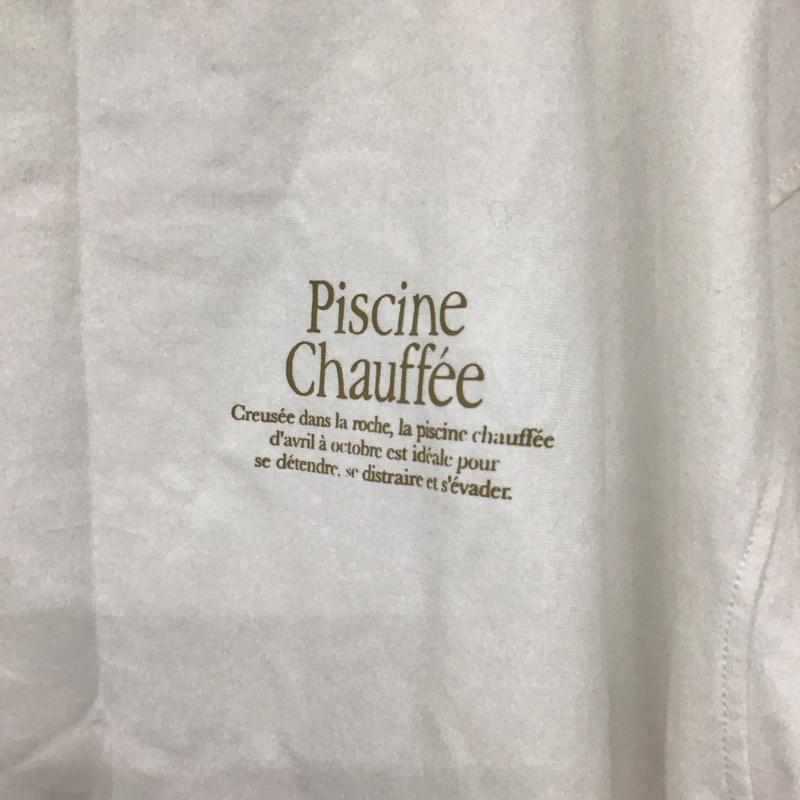 Piscine
Chauffée
Creusée dans la roche, la piscine chauffée
d'avril à octobre est idéale pour
se détendre, se distraire et s'évader.